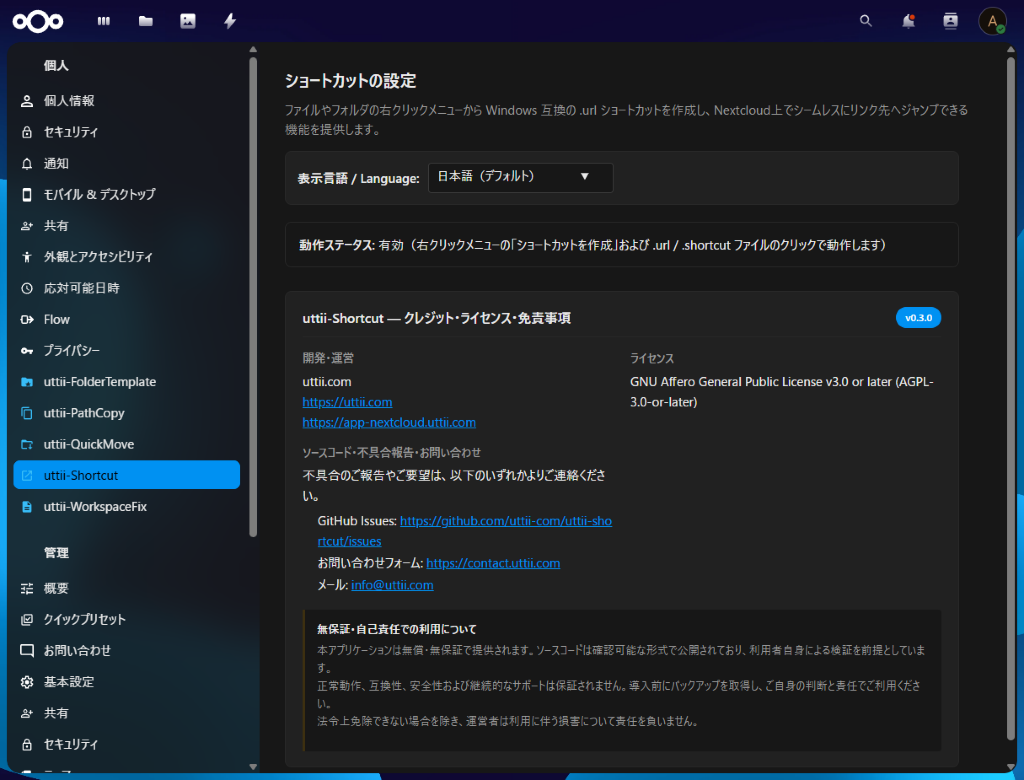 A
個人
個人情報
セキュリティ
通知
モバイル & デスクトップ
共有
外観とアクセシビリティ
応対可能日時
Flow
プライバシー
uttii-FolderTemplate
uttii-PathCopy
uttii-QuickMove
uttii-Shortcut
uttii-WorkspaceFix
管理
概要
クイックプリセット
お問い合わせ
基本設定
共有
セキュリティ
ショートカットの設定
ファイルやフォルダの右クリックメニューから Windows 互換の .url ショートカットを作成し、Nextcloud上でシームレスにリンク先へジャンプできる
機能を提供します。
表示言語 / Language: 日本語（デフォルト） ▼
動作ステータス: 有効（右クリックメニューの「ショートカットを作成」および .url / .shortcut ファイルのクリックで動作します）
uttii-Shortcut — クレジット・ライセンス・免責事項 v0.3.0
開発・運営
uttii.com
https://uttii.com
https://app-nextcloud.uttii.com
ライセンス
GNU Affero General Public License v3.0 or later (AGPL-
3.0-or-later)
ソースコード・不具合報告・お問い合わせ
不具合のご報告やご要望は、以下のいずれかよりご連絡くださ
い。
GitHub Issues: https://github.com/uttii-com/uttii-sho
rtcut/issues
お問い合わせフォーム: https://contact.uttii.com
メール: info@uttii.com
無保証・自己責任での利用について
本アプリケーションは無償・無保証で提供されます。ソースコードは確認可能な形式で公開されており、利用者自身による検証を前提としていま
す。
正常動作、互換性、安全性および継続的なサポートは保証されません。導入前にバックアップを取得し、ご自身の判断と責任でご利用くださ
い。
法令上免除できない場合を除き、運営者は利用に伴う損害について責任を負いません。